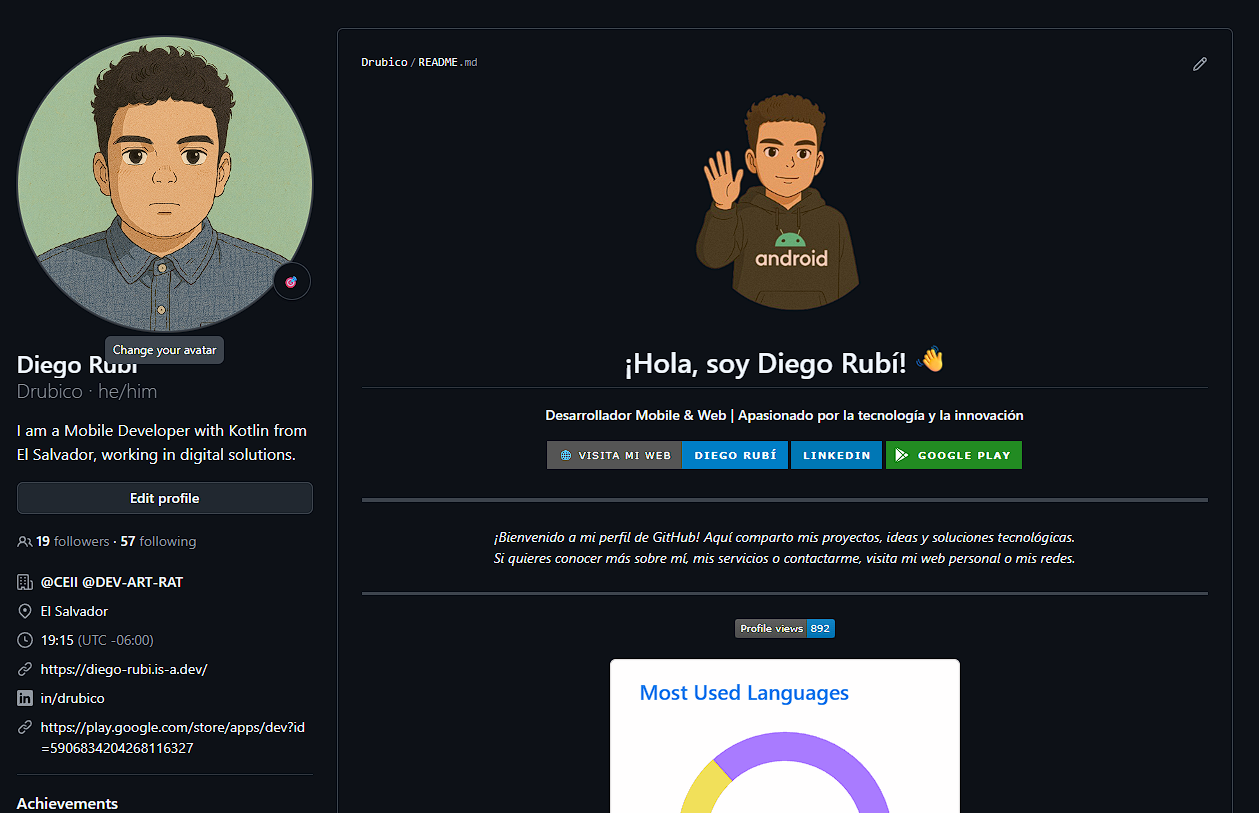 Change your avatar
Diego Rubí
Drubico · he/him
I am a Mobile Developer with Kotlin from
El Salvador, working in digital solutions.
Edit profile
19 followers · 57 following
@CEII @DEV-ART-RAT
El Salvador
19:15 (UTC -06:00)
https://diego-rubi.is-a.dev/
in/drubico
https://play.google.com/store/apps/dev?id
=5906834204268116327
Achievements
Drubico/README.md
android
¡Hola, soy Diego Rubí! 👋
Desarrollador Mobile & Web | Apasionado por la tecnología y la innovación
VISITA MI WEB DIEGO RUBÍ LINKEDIN GOOGLE PLAY
¡Bienvenido a mi perfil de GitHub! Aquí comparto mis proyectos, ideas y soluciones tecnológicas.
Si quieres conocer más sobre mí, mis servicios o contactarme, visita mi web personal o mis redes.
Profile views 892
Most Used Languages